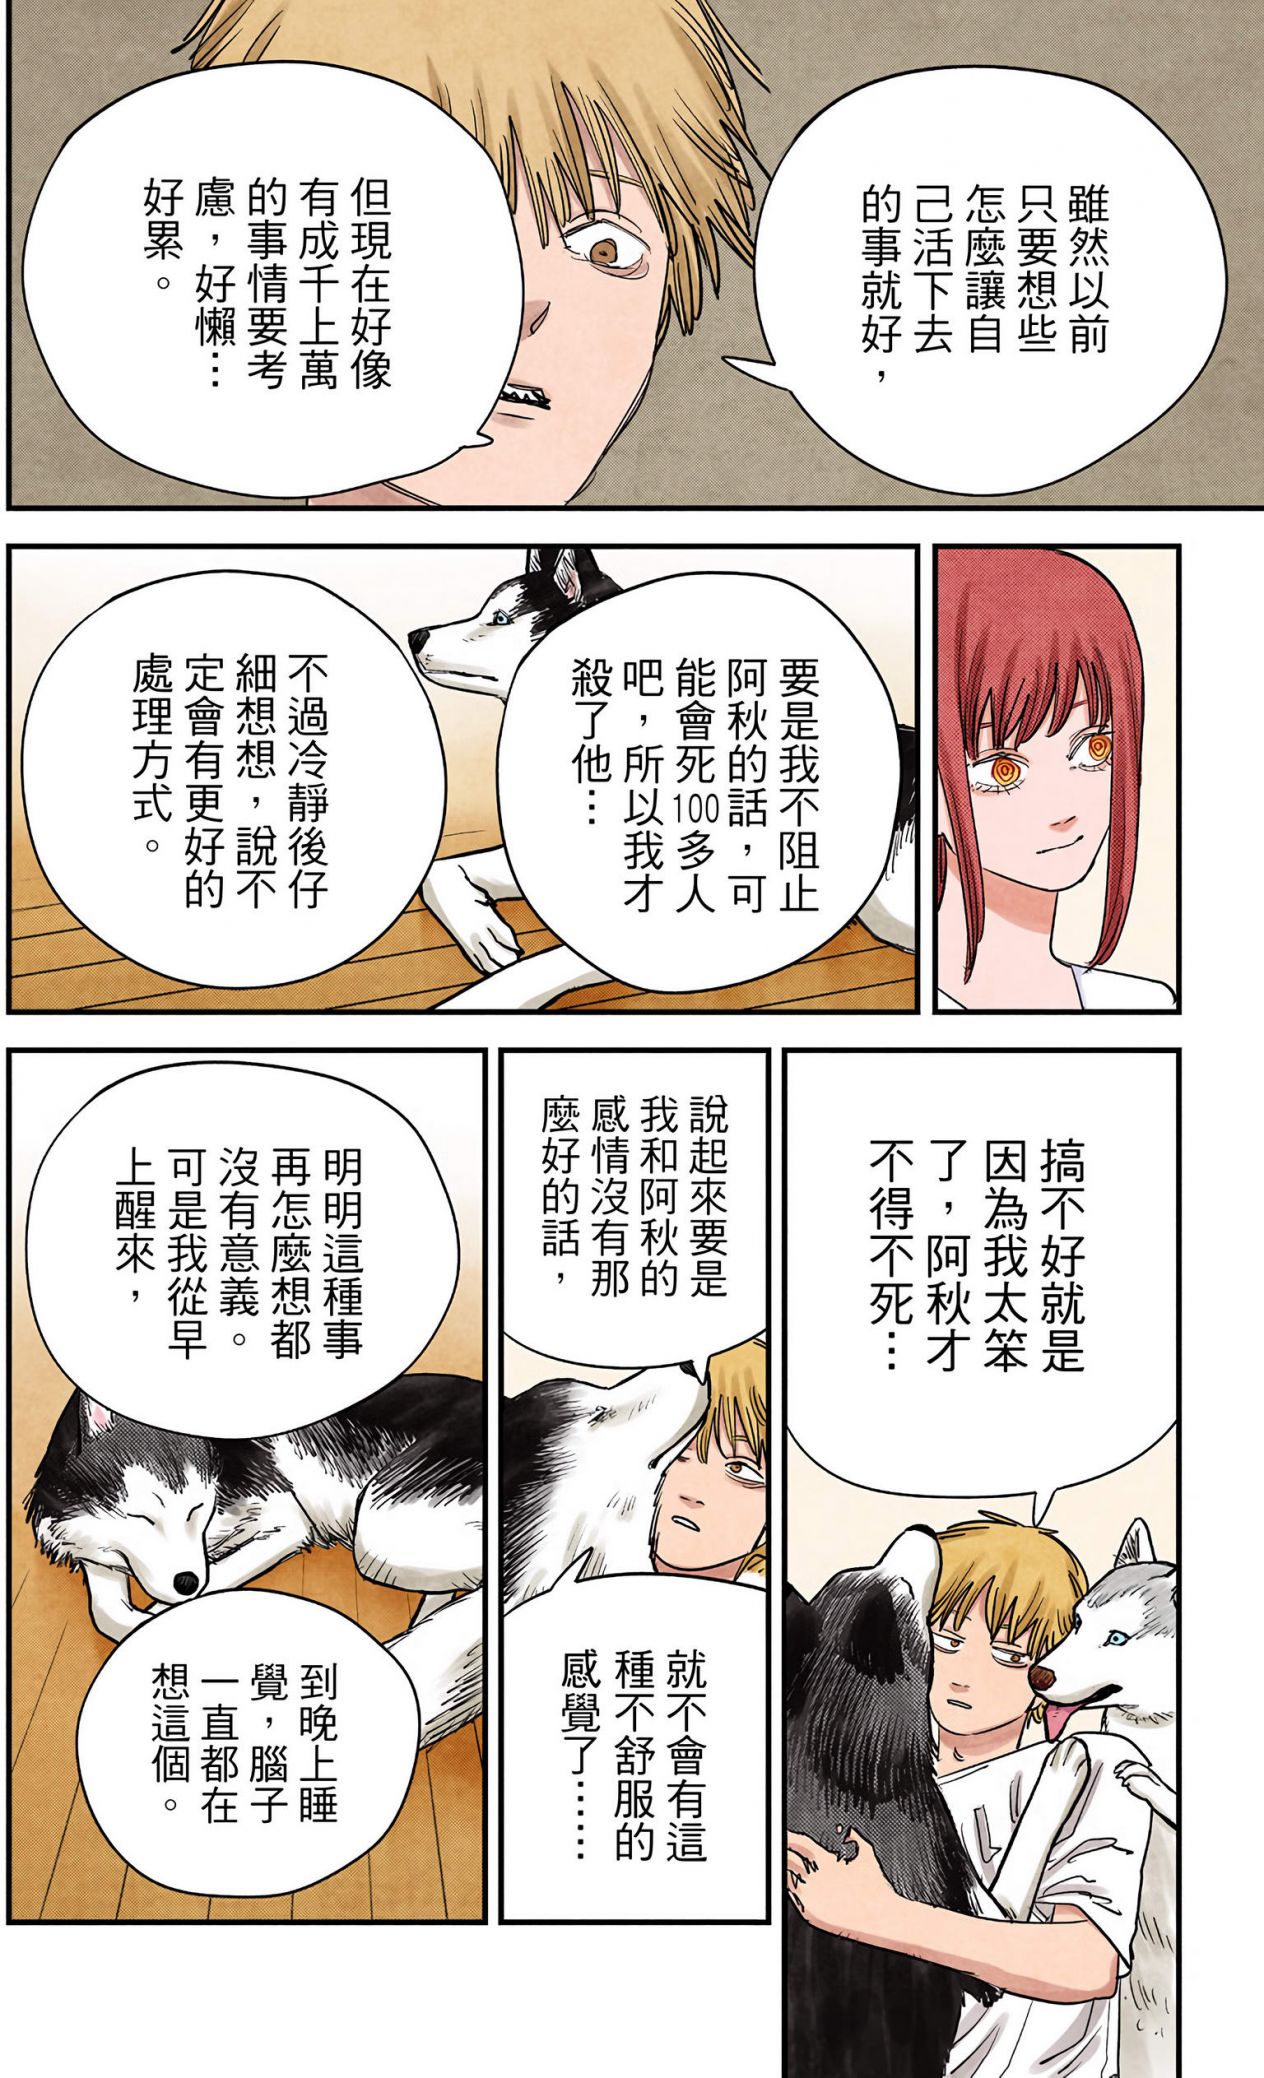 雖然以前
只要想些
怎麼讓自
己活下去
的事就好，
但現在好像
有成千上萬
的事情要考
慮，好懶…
好累。
要是我不阻止
阿秋的話，可
能會死100多人
吧，所以我才
殺了他…
不過冷靜後仔
細想想，說不
定會有更好的
處理方式。
搞不好就是
因為我太笨
了，阿秋才
不得不死…
說起來要是
我和阿秋的
感情沒有那
麼好的話，
就不會有這
種不舒服的
感覺了……
明明這種事
再怎麼想都
沒有意義。
可是我從早
上醒來，
到晚上睡
覺，腦子
一直都在
想這個。